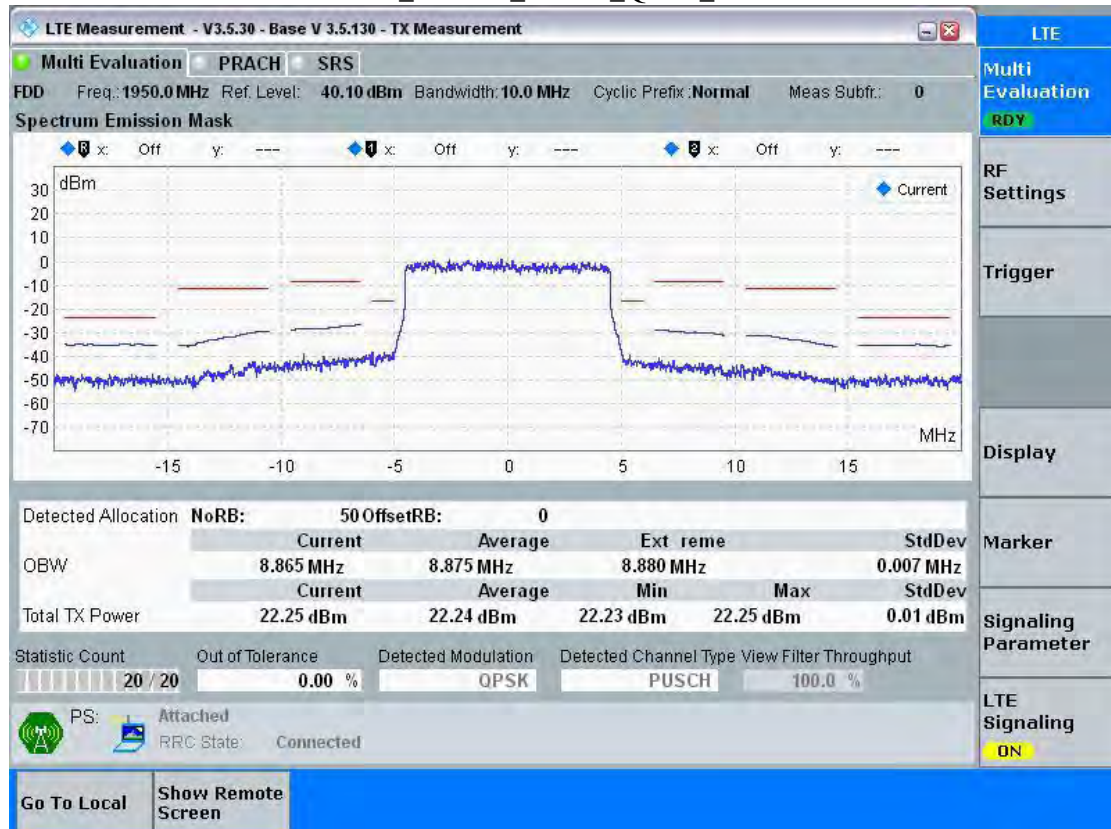 LTE Measurement - V3.5.30 - Base V 3.5.130 - TX Measurement
LTE
Multi Evaluation PRACH SRS
Multi Evaluation
RDY
FDD Freq.: 1950.0 MHz Ref. Level: 40.10 dBm Bandwidth: 10.0 MHz Cyclic Prefix : Normal Meas Subfr.: 0
Spectrum Emission Mask
R x: Off y: --- 1 x: Off y: --- 2 x: Off y: ---
dBm
Current
30
20
10
0
-10
-20
-30
-40
-50
-60
-70
MHz
-15 -10 -5 0 5 10 15
RF Settings
Trigger
Display
Marker
Signaling Parameter
LTE Signaling
ON
Detected Allocation NoRB: 50 OffsetRB: 0
Current Average Ext reme StdDev
OBW 8.865 MHz 8.875 MHz 8.880 MHz 0.007 MHz
Current Average Min Max StdDev
Total TX Power 22.25 dBm 22.24 dBm 22.23 dBm 22.25 dBm 0.01 dBm
Statistic Count Out of Tolerance Detected Modulation Detected Channel Type View Filter Throughput
20 / 20 0.00 % QPSK PUSCH 100.0 %
PS: Attached
RRC State: Connected
Go To Local
Show Remote Screen